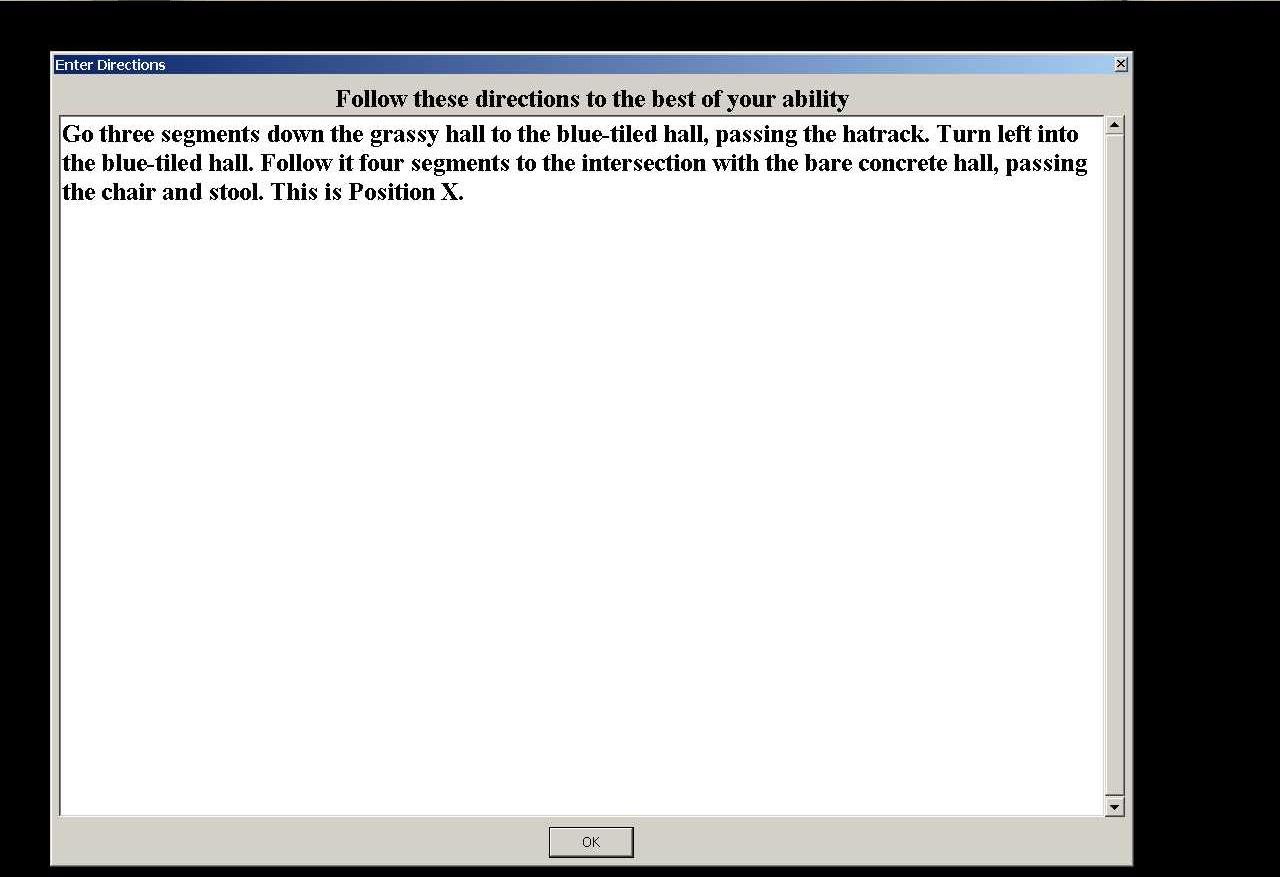 Enter Directions
Follow these directions to the best of your ability
Go three segments down the grassy hall to the blue-tiled hall, passing the hatrack. Turn left into
the blue-tiled hall. Follow it four segments to the intersection with the bare concrete hall, passing
the chair and stool. This is Position X.
OK